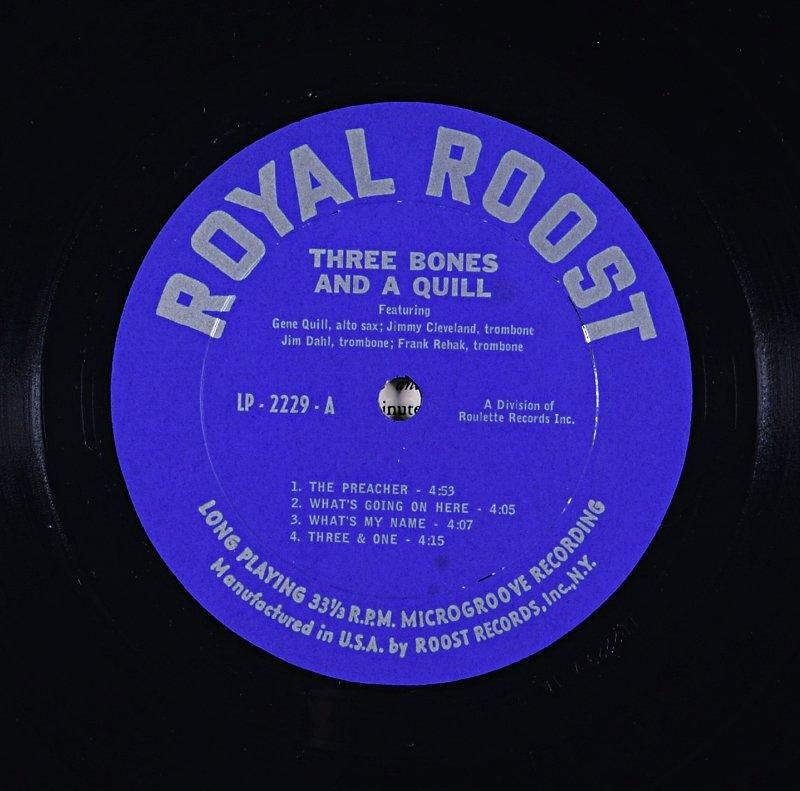 ROYAL ROOST
THREE BONES
AND A QUILL
Featuring
Gene Quill, alto sax; Jimmy Cleveland, trombone
Jim Dahl, trombone; Frank Rehak, trombone
LP - 2229 - A
A Division of
Roulette Records Inc.
1. THE PREACHER - 4:53
2. WHAT'S GOING ON HERE - 4:05
3. WHAT'S MY NAME - 4:07
4. THREE & ONE - 4:15
LONG PLAYING 33⅓ R.P.M. MICROGROOVE RECORDING
Manufactured in U.S.A. by ROOST RECORDS, Inc., N.Y.